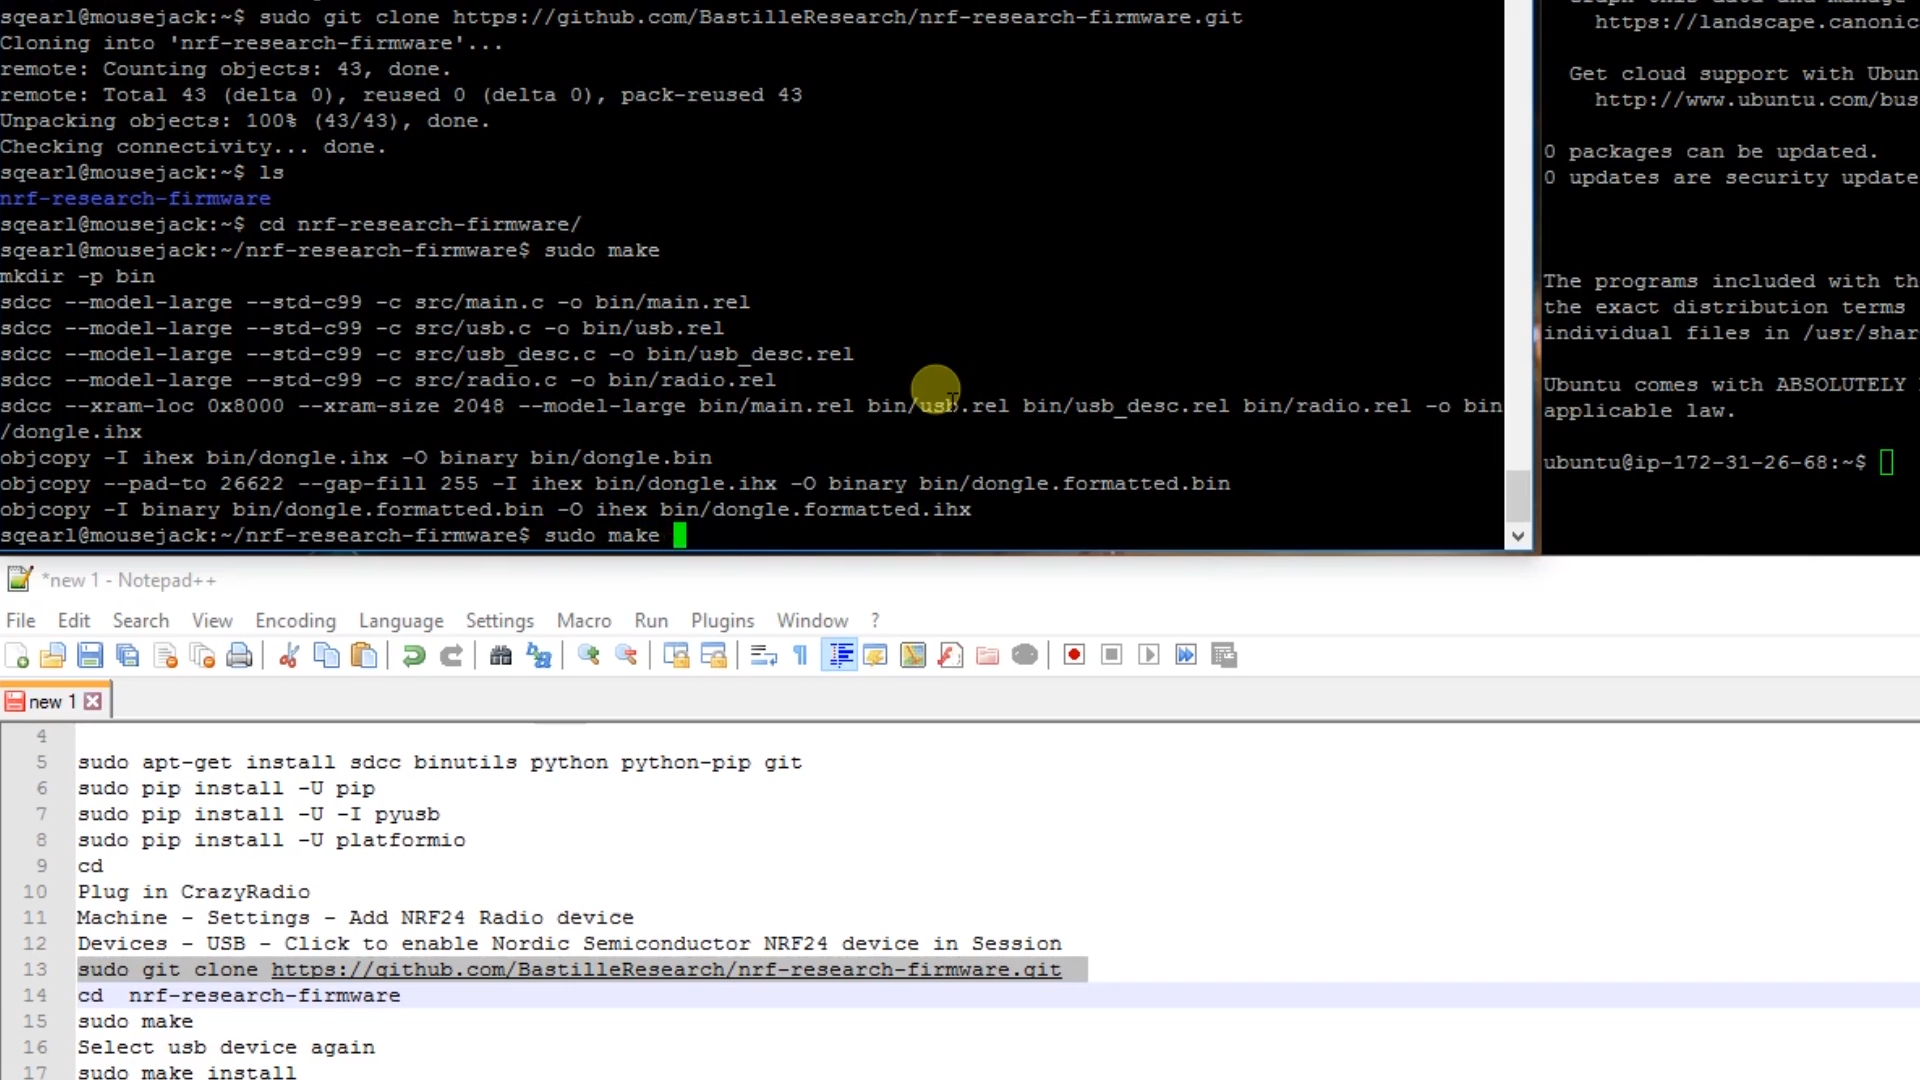 sqearl@mousejack:~$ sudo git clone https://github.com/BastilleResearch/nrf-research-firmware.git
Cloning into 'nrf-research-firmware'...
remote: Counting objects: 43, done.
remote: Total 43 (delta 0), reused 0 (delta 0), pack-reused 43
Unpacking objects: 100% (43/43), done.
Checking connectivity... done.
sqearl@mousejack:~$ ls
nrf-research-firmware
sqearl@mousejack:~$ cd nrf-research-firmware/
sqearl@mousejack:~/nrf-research-firmware$ sudo make
mkdir -p bin
sdcc --model-large --std-c99 -c src/main.c -o bin/main.rel
sdcc --model-large --std-c99 -c src/usb.c -o bin/usb.rel
sdcc --model-large --std-c99 -c src/usb_desc.c -o bin/usb_desc.rel
sdcc --model-large --std-c99 -c src/radio.c -o bin/radio.rel
sdcc --xram-loc 0x8000 --xram-size 2048 --model-large bin/main.rel bin/usb.rel bin/usb_desc.rel bin/radio.rel -o bin
/dongle.ihx
objcopy -I ihex bin/dongle.ihx -O binary bin/dongle.bin
objcopy --pad-to 26622 --gap-fill 255 -I ihex bin/dongle.ihx -O binary bin/dongle.formatted.bin
objcopy -I binary bin/dongle.formatted.bin -O ihex bin/dongle.formatted.ihx
sqearl@mousejack:~/nrf-research-firmware$ sudo make
https://landscape.canonic
Get cloud support with Ubun
http://www.ubuntu.com/bus
0 packages can be updated.
0 updates are security update
The programs included with th
the exact distribution terms
individual files in /usr/shar
Ubuntu comes with ABSOLUTELY
applicable law.
ubuntu@ip-172-31-26-68:~$
*new 1 - Notepad++
File Edit Search View Encoding Language Settings Macro Run Plugins Window ?
new 1
4
5 sudo apt-get install sdcc binutils python python-pip git
6 sudo pip install -U pip
7 sudo pip install -U -I pyusb
8 sudo pip install -U platformio
9 cd
10 Plug in CrazyRadio
11 Machine - Settings - Add NRF24 Radio device
12 Devices - USB - Click to enable Nordic Semiconductor NRF24 device in Session
13 sudo git clone https://github.com/BastilleResearch/nrf-research-firmware.git
14 cd  nrf-research-firmware
15 sudo make
16 Select usb device again
17 sudo make install